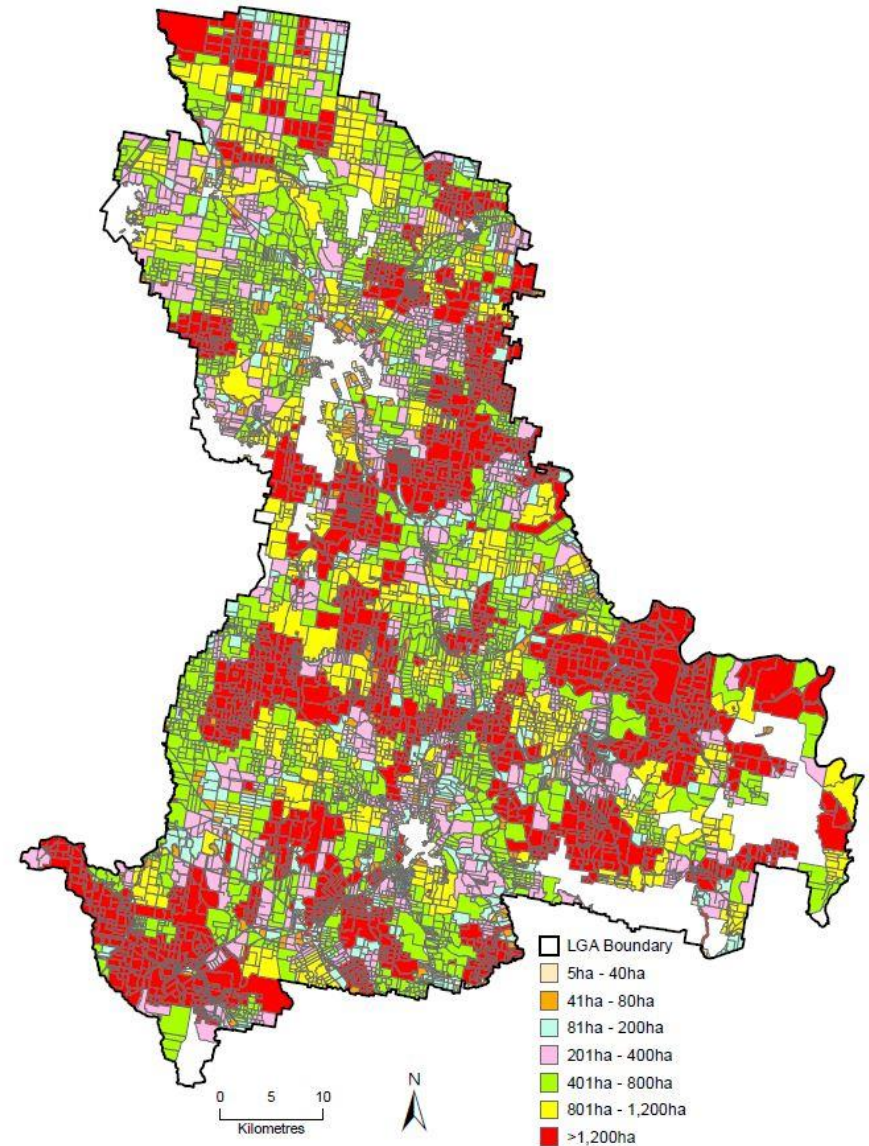 LGA Boundary
5ha - 40ha
41ha - 80ha
81ha - 200ha
201ha - 400ha
401ha - 800ha
801ha - 1,200ha
>1,200ha
0 5 10
Kilometres
N